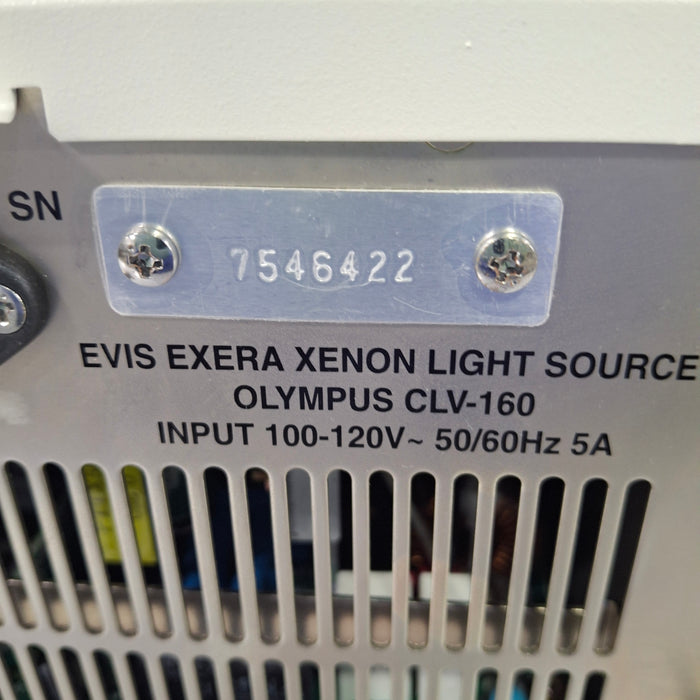 SN 7546422
EVIS EXERA XENON LIGHT SOURCE
OLYMPUS CLV-160
INPUT 100-120V~ 50/60Hz 5A